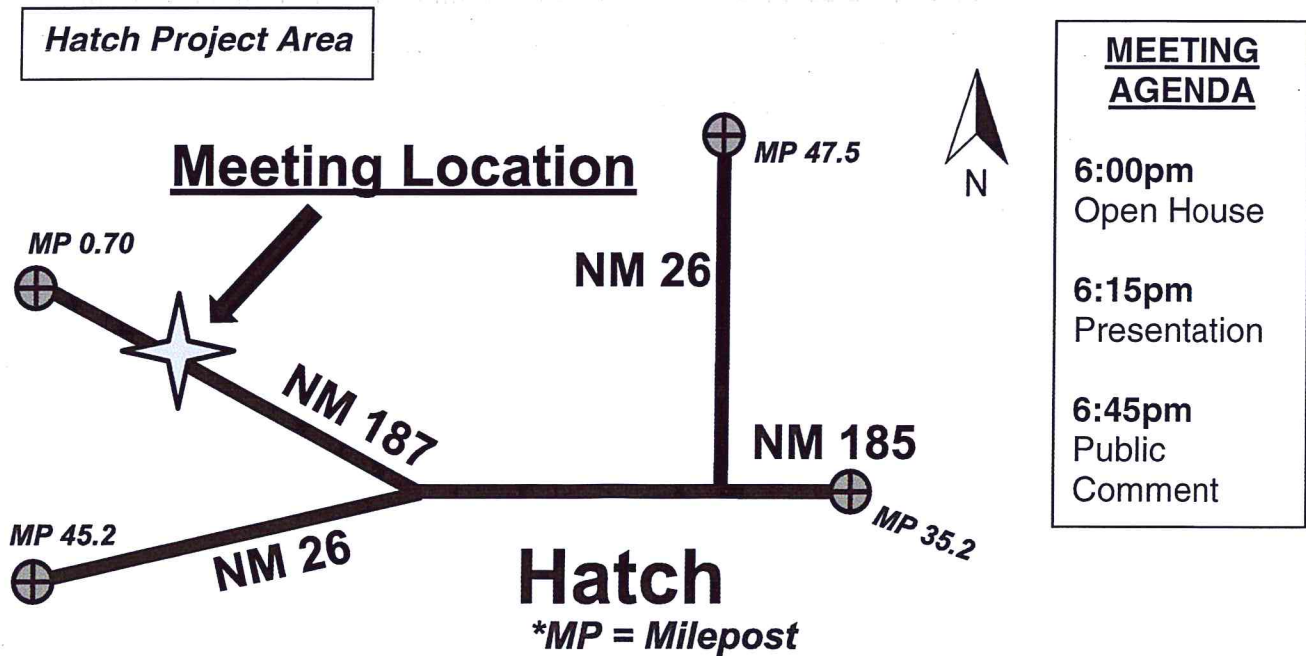 Hatch Project Area
Meeting Location
MP 0.70
MP 47.5
N
NM 26
NM 187
NM 185
MP 35.2
MP 45.2
NM 26
Hatch
*MP = Milepost
MEETING
AGENDA
6:00pm
Open House
6:15pm
Presentation
6:45pm
Public
Comment